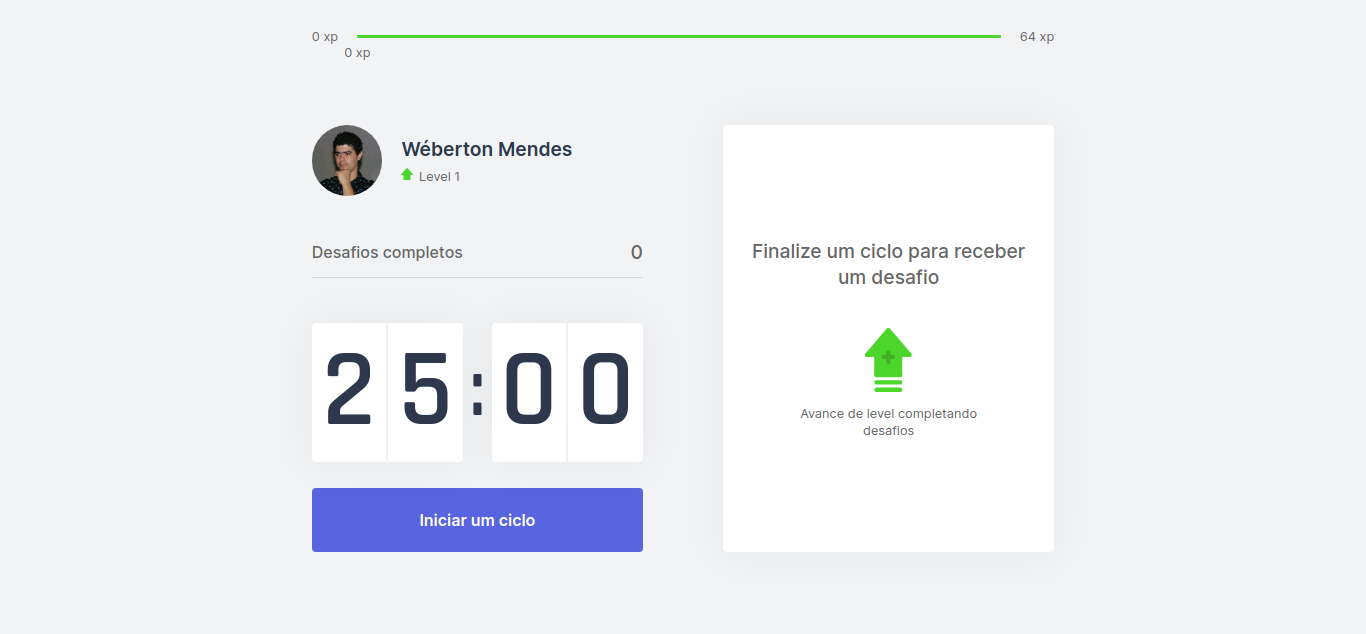 0 xp
64 xp
0 xp
Wéberton Mendes
Level 1
Desafios completos
0
25:00
Iniciar um ciclo
Finalize um ciclo para receber
um desafio
Avance de level completando
desafios